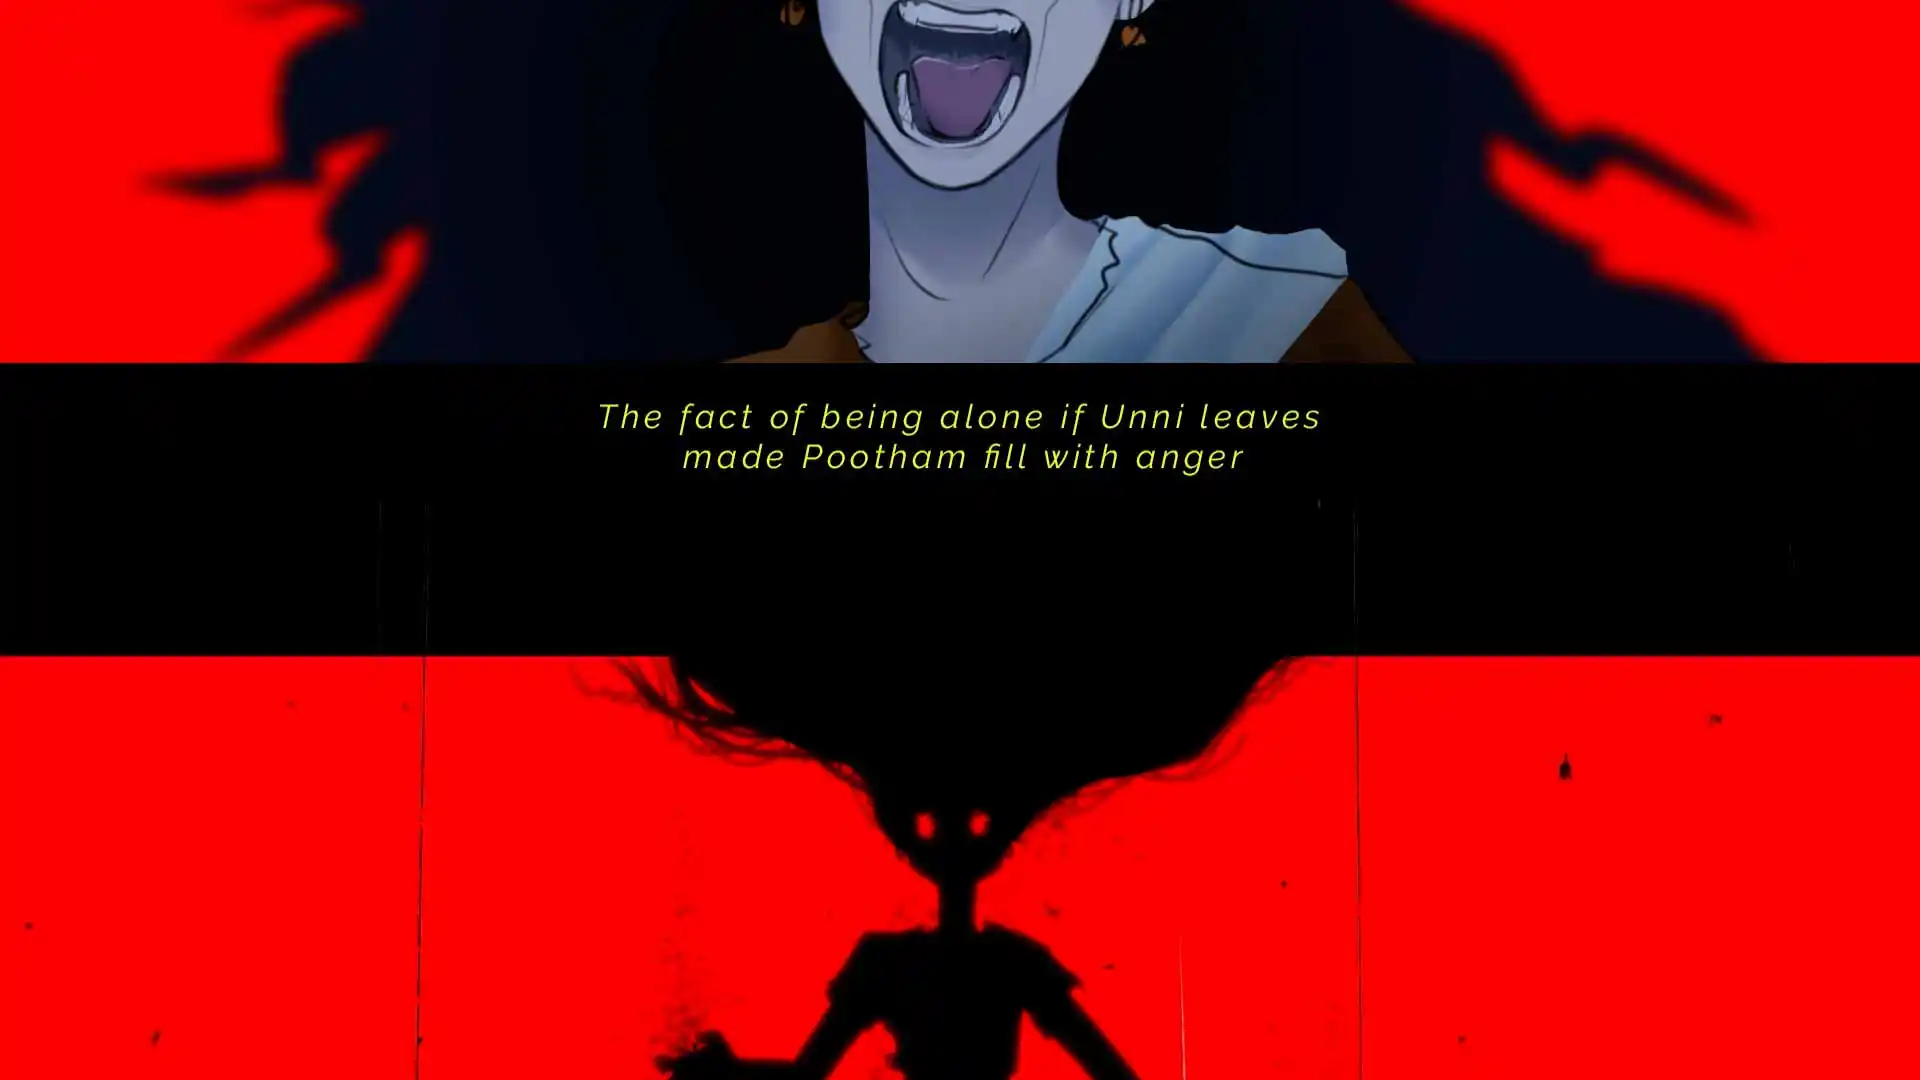 The fact of being alone if Unni leaves
made Pootham fill with anger